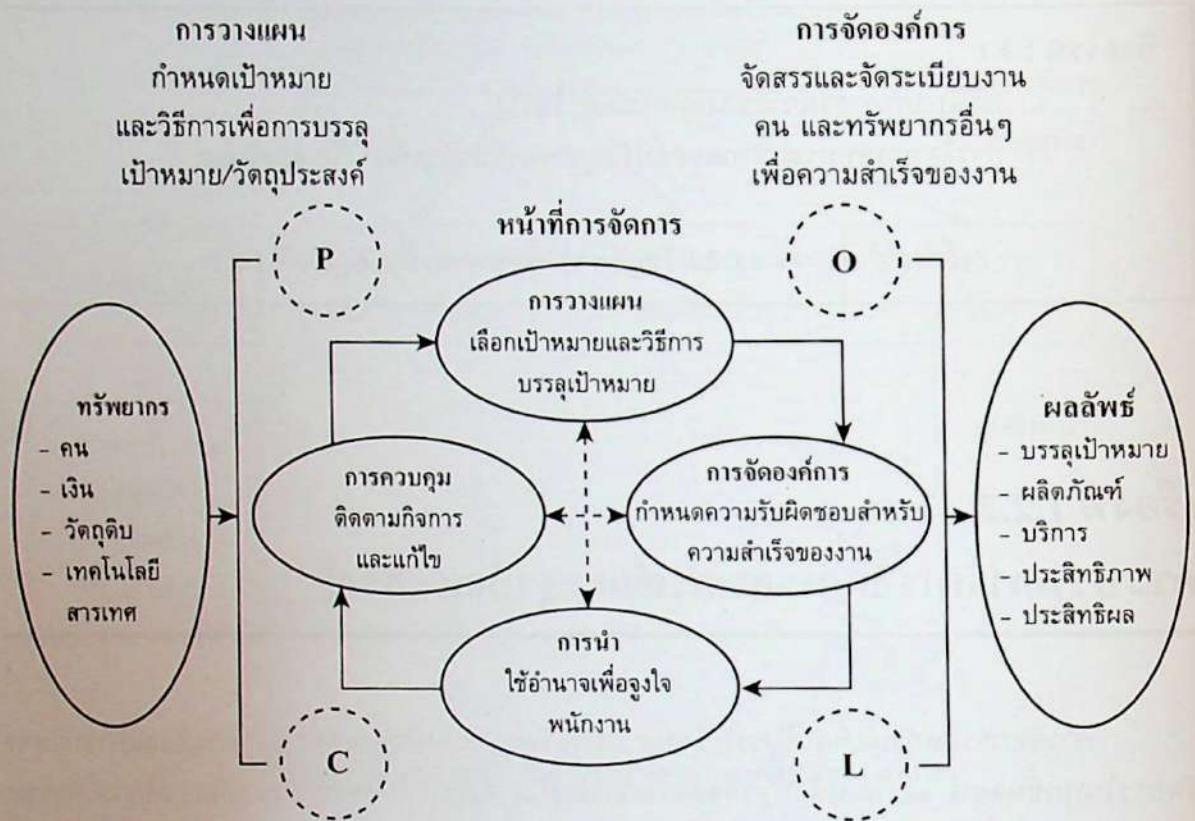 การวางแผน
กำหนดเป้าหมาย
และวิธีการเพื่อการบรรลุ
เป้าหมาย/วัตถุประสงค์
การจัดองค์การ
จัดสรรและจัดระเบียบงาน
คน และทรัพยากรอื่นๆ
เพื่อความสำเร็จของงาน
หน้าที่การจัดการ
P
O
การวางแผน
เลือกเป้าหมายและวิธีการ
บรรลุเป้าหมาย
ทรัพยากร
- คน
- เงิน
- วัตถุดิบ
- เทคโนโลยี
สารเทศ
การควบคุม
ติดตามกิจการ
และแก้ไข
การจัดองค์การ
กำหนดความรับผิดชอบสำหรับ
ความสำเร็จของงาน
ผลลัพธ์
- บรรลุเป้าหมาย
- ผลิตภัณฑ์
- บริการ
- ประสิทธิภาพ
- ประสิทธิผล
การนำ
ใช้อำนาจเพื่อจูงใจ
พนักงาน
C
L